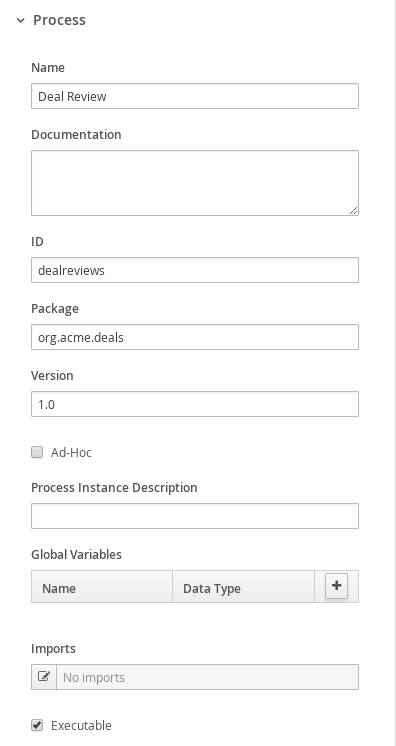 Process
Name
Deal Review
Documentation
ID
dealreviews
Package
org.acme.deals
Version
1.0
Ad-Hoc
Process Instance Description
Global Variables
Name Data Type
Imports
No imports
Executable